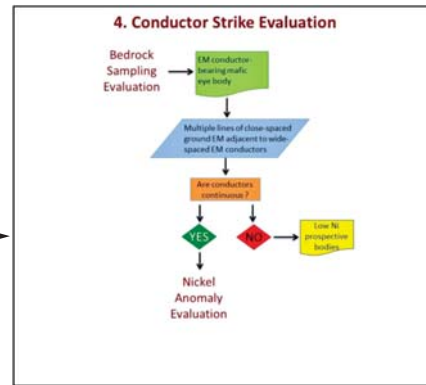 4. Conductor Strike Evaluation
Bedrock
Sampling
Evaluation
EM conductor-
bearing mafic
eye body
Multiple lines of close-spaced
ground EM adjacent to wide-
spaced EM conductors
Are conductors
continuous ?
YES
NO
Low Ni
prospective
bodies
Nickel
Anomaly
Evaluation